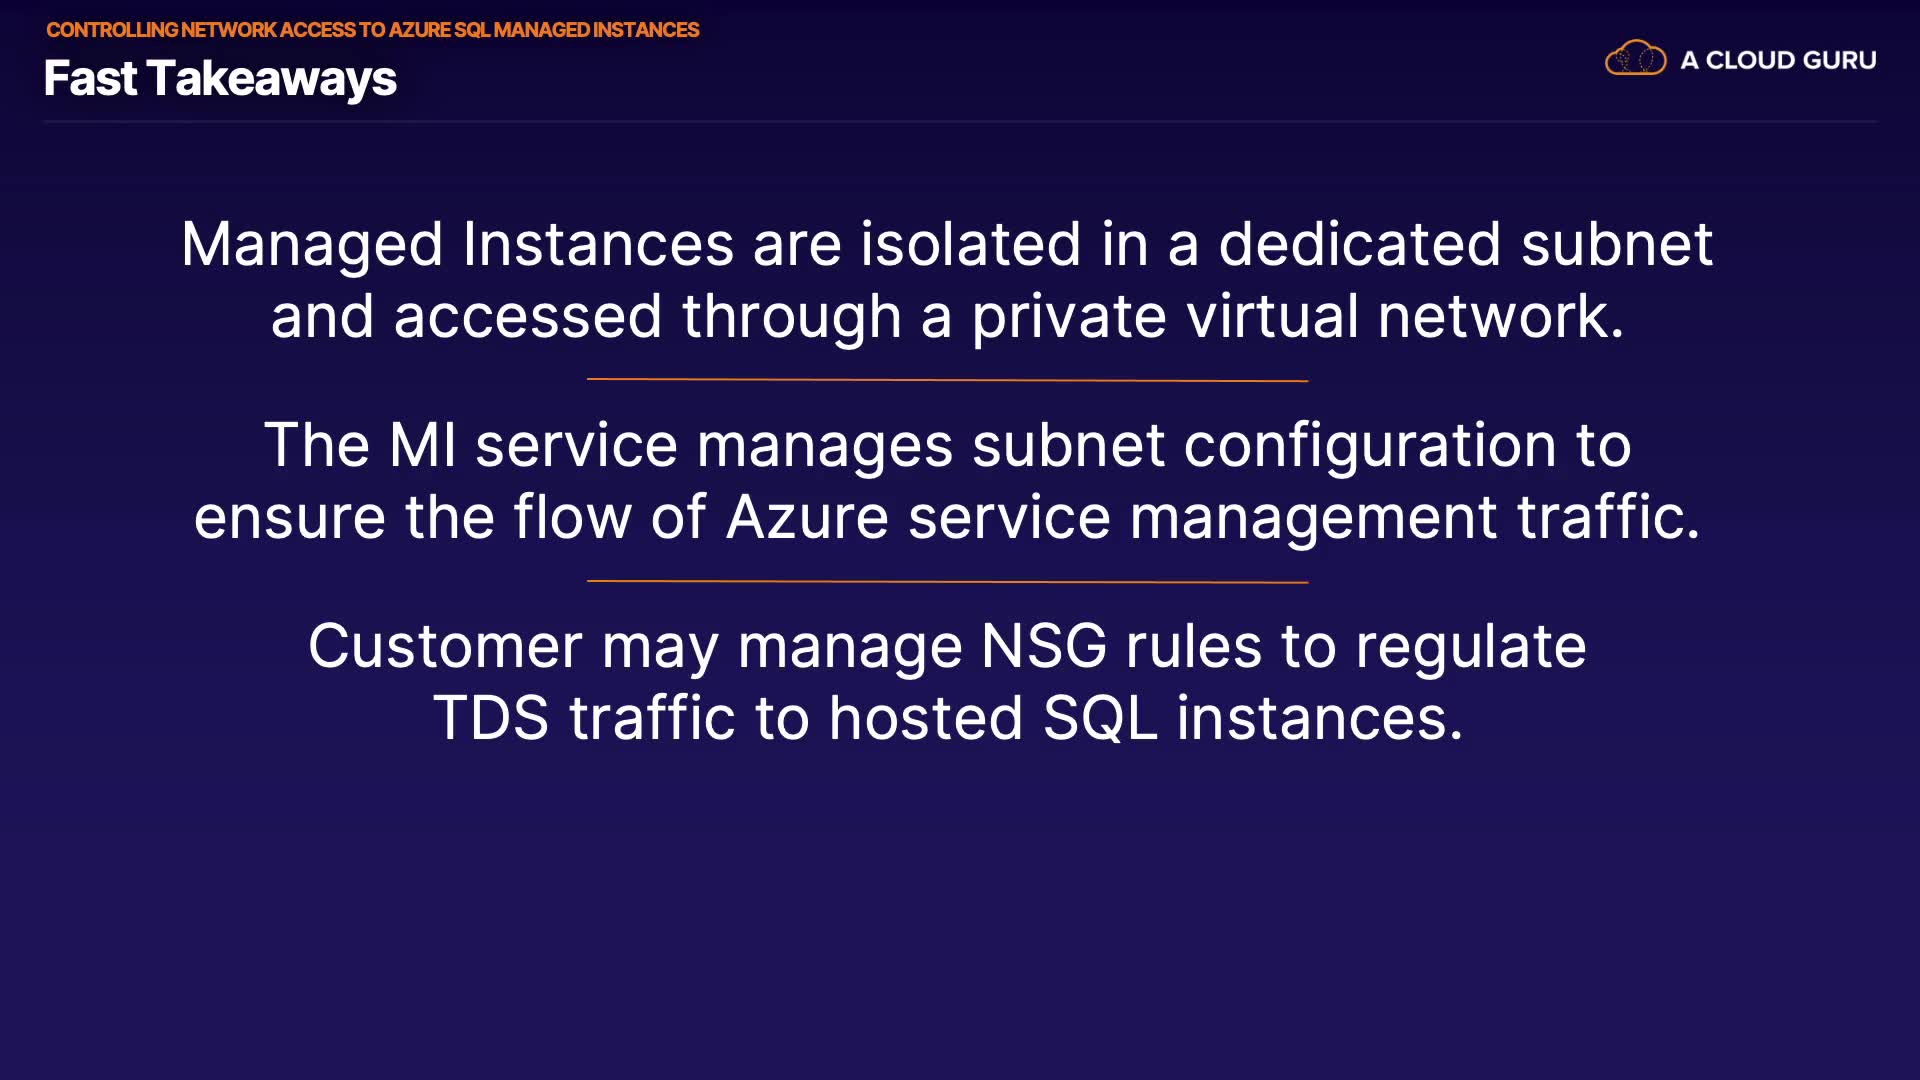 CONTROLLING NETWORK ACCESS TO AZURE SQL MANAGED INSTANCES
Fast Takeaways
A CLOUD GURU
Managed Instances are isolated in a dedicated subnet
and accessed through a private virtual network.
The MI service manages subnet configuration to
ensure the flow of Azure service management traffic.
Customer may manage NSG rules to regulate
TDS traffic to hosted SQL instances.